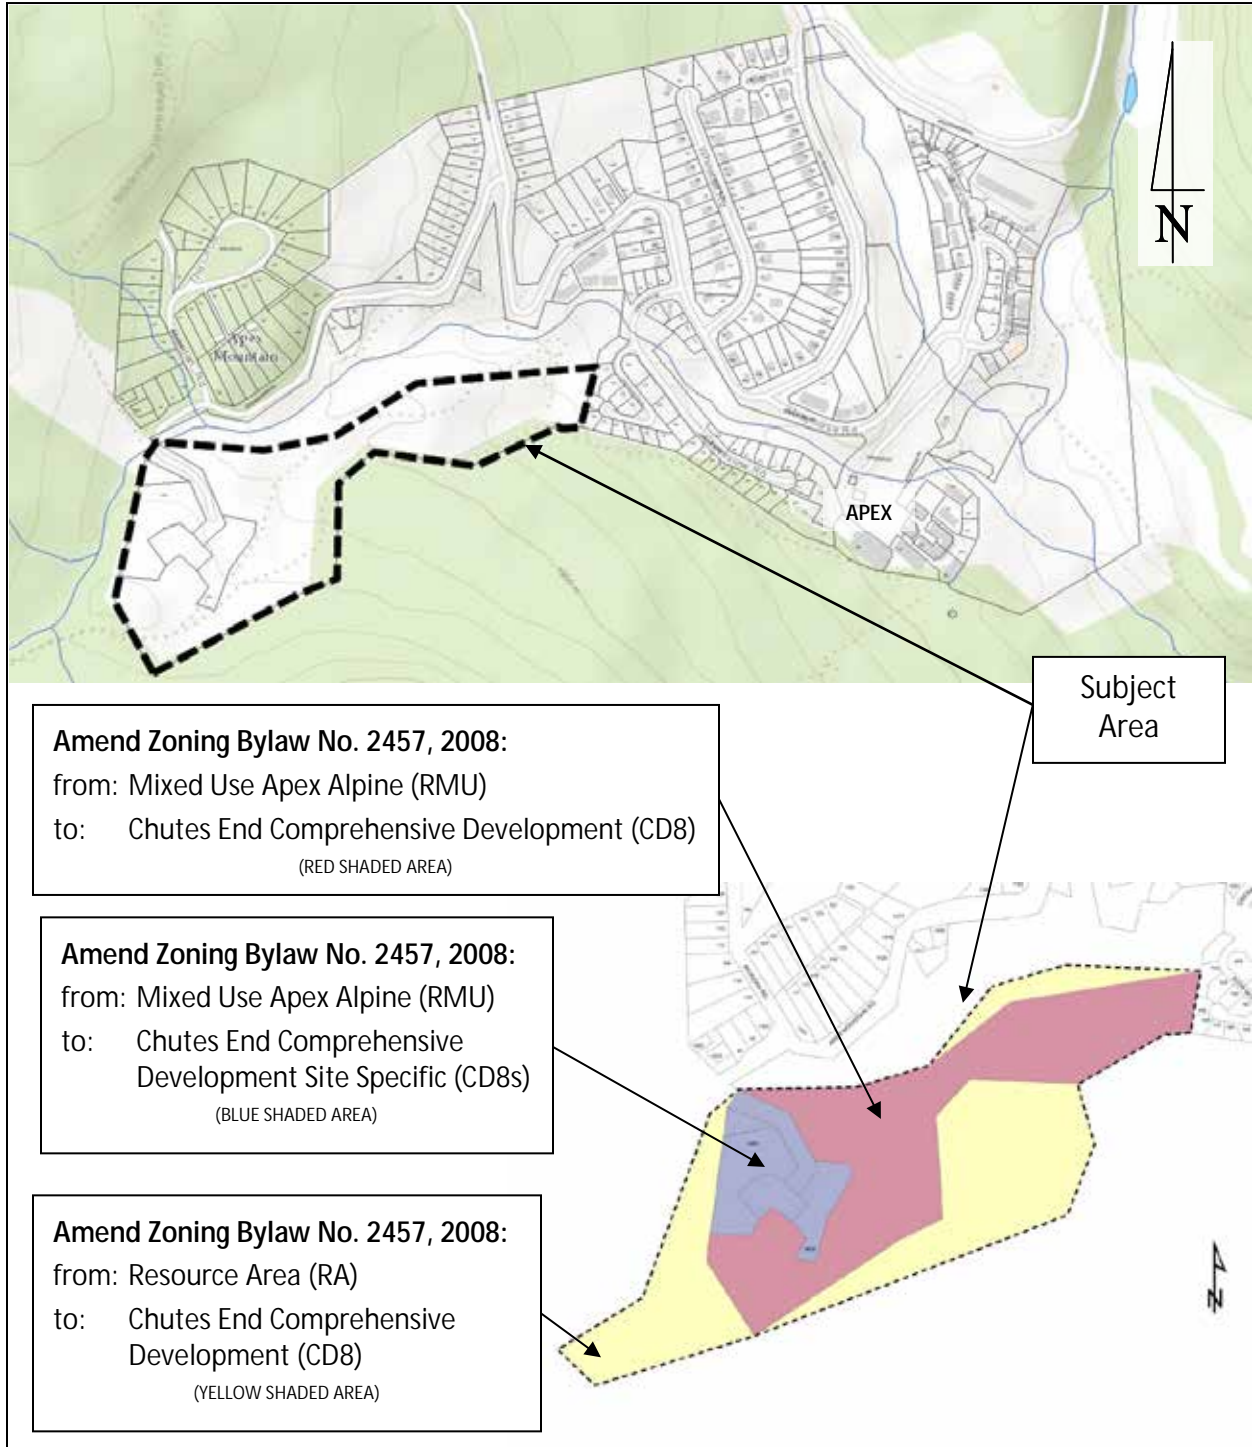 N
Apex
Mountain
APEX
Subject
Area
Amend Zoning Bylaw No. 2457, 2008:
from: Mixed Use Apex Alpine (RMU)
to: Chutes End Comprehensive Development (CD8)
(RED SHADED AREA)
Amend Zoning Bylaw No. 2457, 2008:
from: Mixed Use Apex Alpine (RMU)
to: Chutes End Comprehensive
Development Site Specific (CD8s)
(BLUE SHADED AREA)
Amend Zoning Bylaw No. 2457, 2008:
from: Resource Area (RA)
to: Chutes End Comprehensive
Development (CD8)
(YELLOW SHADED AREA)
N